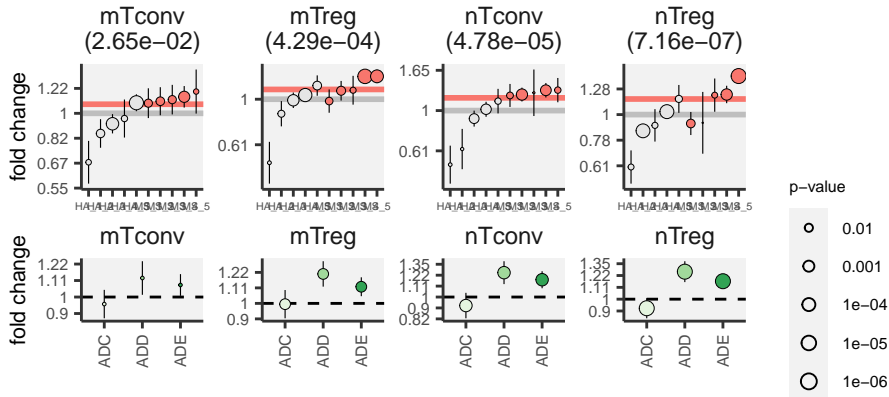 mTconv
(2.65e−02)
mTreg
(4.29e−04)
nTconv
(4.78e−05)
nTreg
(7.16e−07)
fold change
1.22
1
0.82
0.67
0.55
1
0.61
1.65
1
0.61
1.28
1
0.78
0.61
mTconv
mTreg
nTconv
nTreg
fold change
1.22
1.1
1
0.9
1.22
1.11
1
0.9
1.35
1.22
1.11
1
0.9
0.82
1.35
1.22
1.11
1
0.9
ADC
ADD
ADE
ADC
ADD
ADE
ADC
ADD
ADE
ADC
ADD
ADE
p−value
0.01
0.001
1e−04
1e−05
1e−06